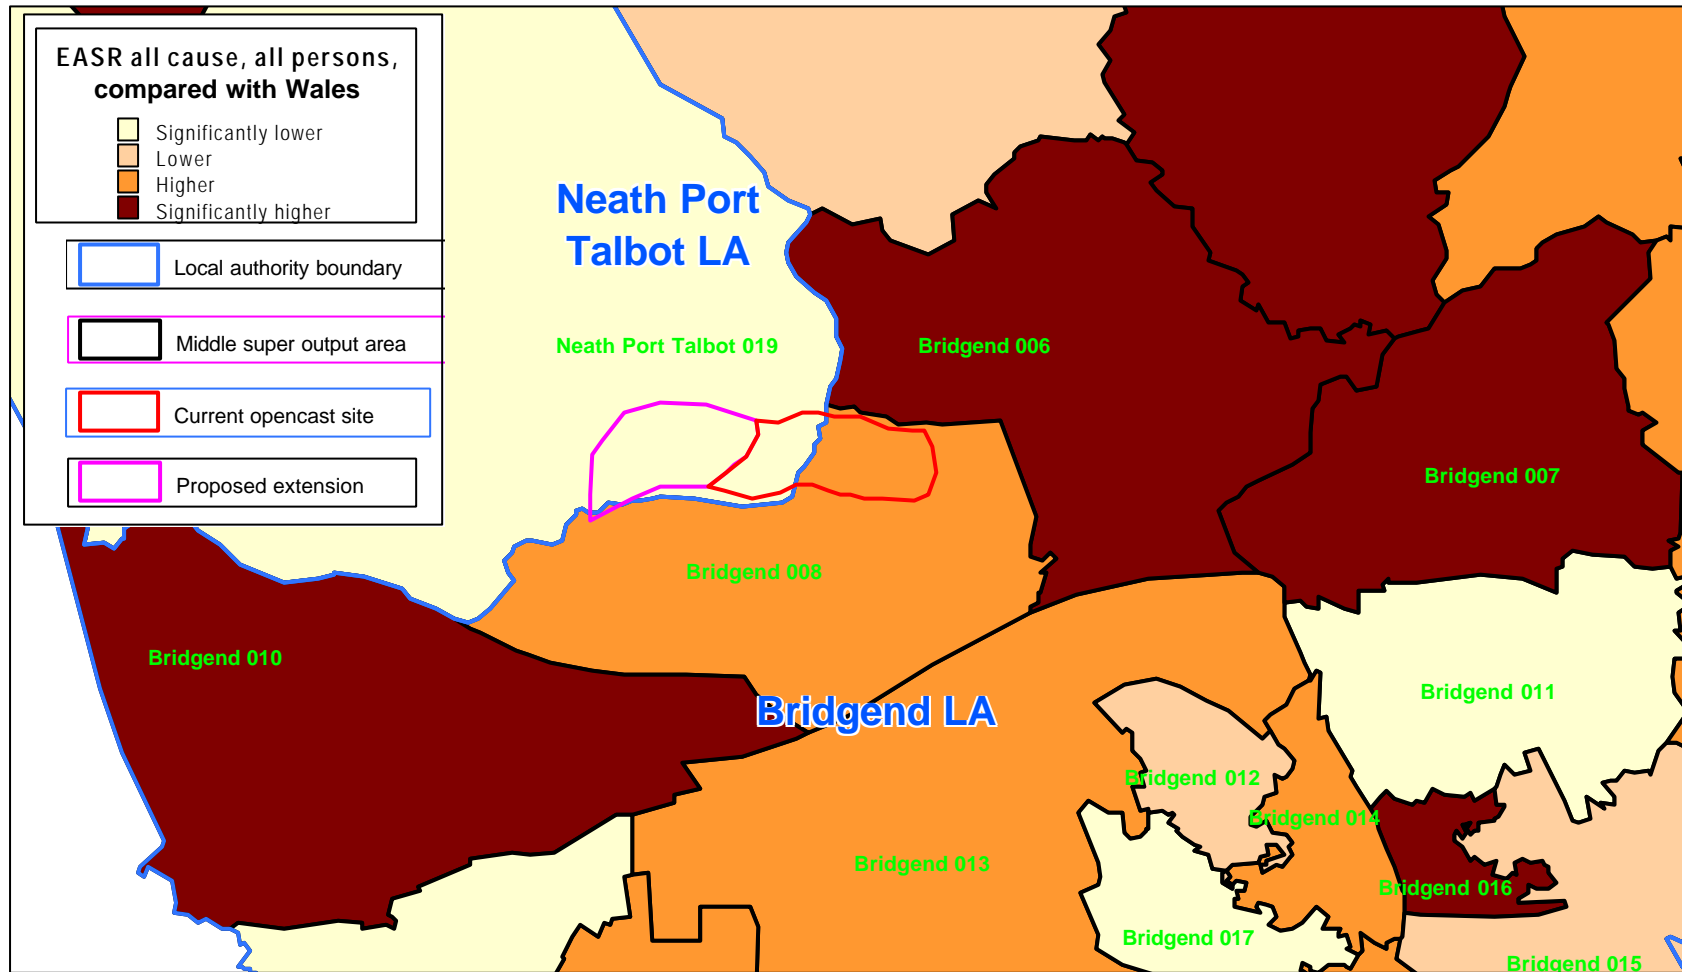 EASR all cause, all persons,
compared with Wales
Significantly lower
Lower
Higher
Significantly higher
Local authority boundary
Middle super output area
Current opencast site
Proposed extension
Neath Port
Talbot LA
Neath Port Talbot 019
Bridgend 006
Bridgend 007
Bridgend 008
Bridgend 010
Bridgend LA
Bridgend 011
Bridgend 012
Bridgend 014
Bridgend 013
Bridgend 016
Bridgend 017
Bridgend 015